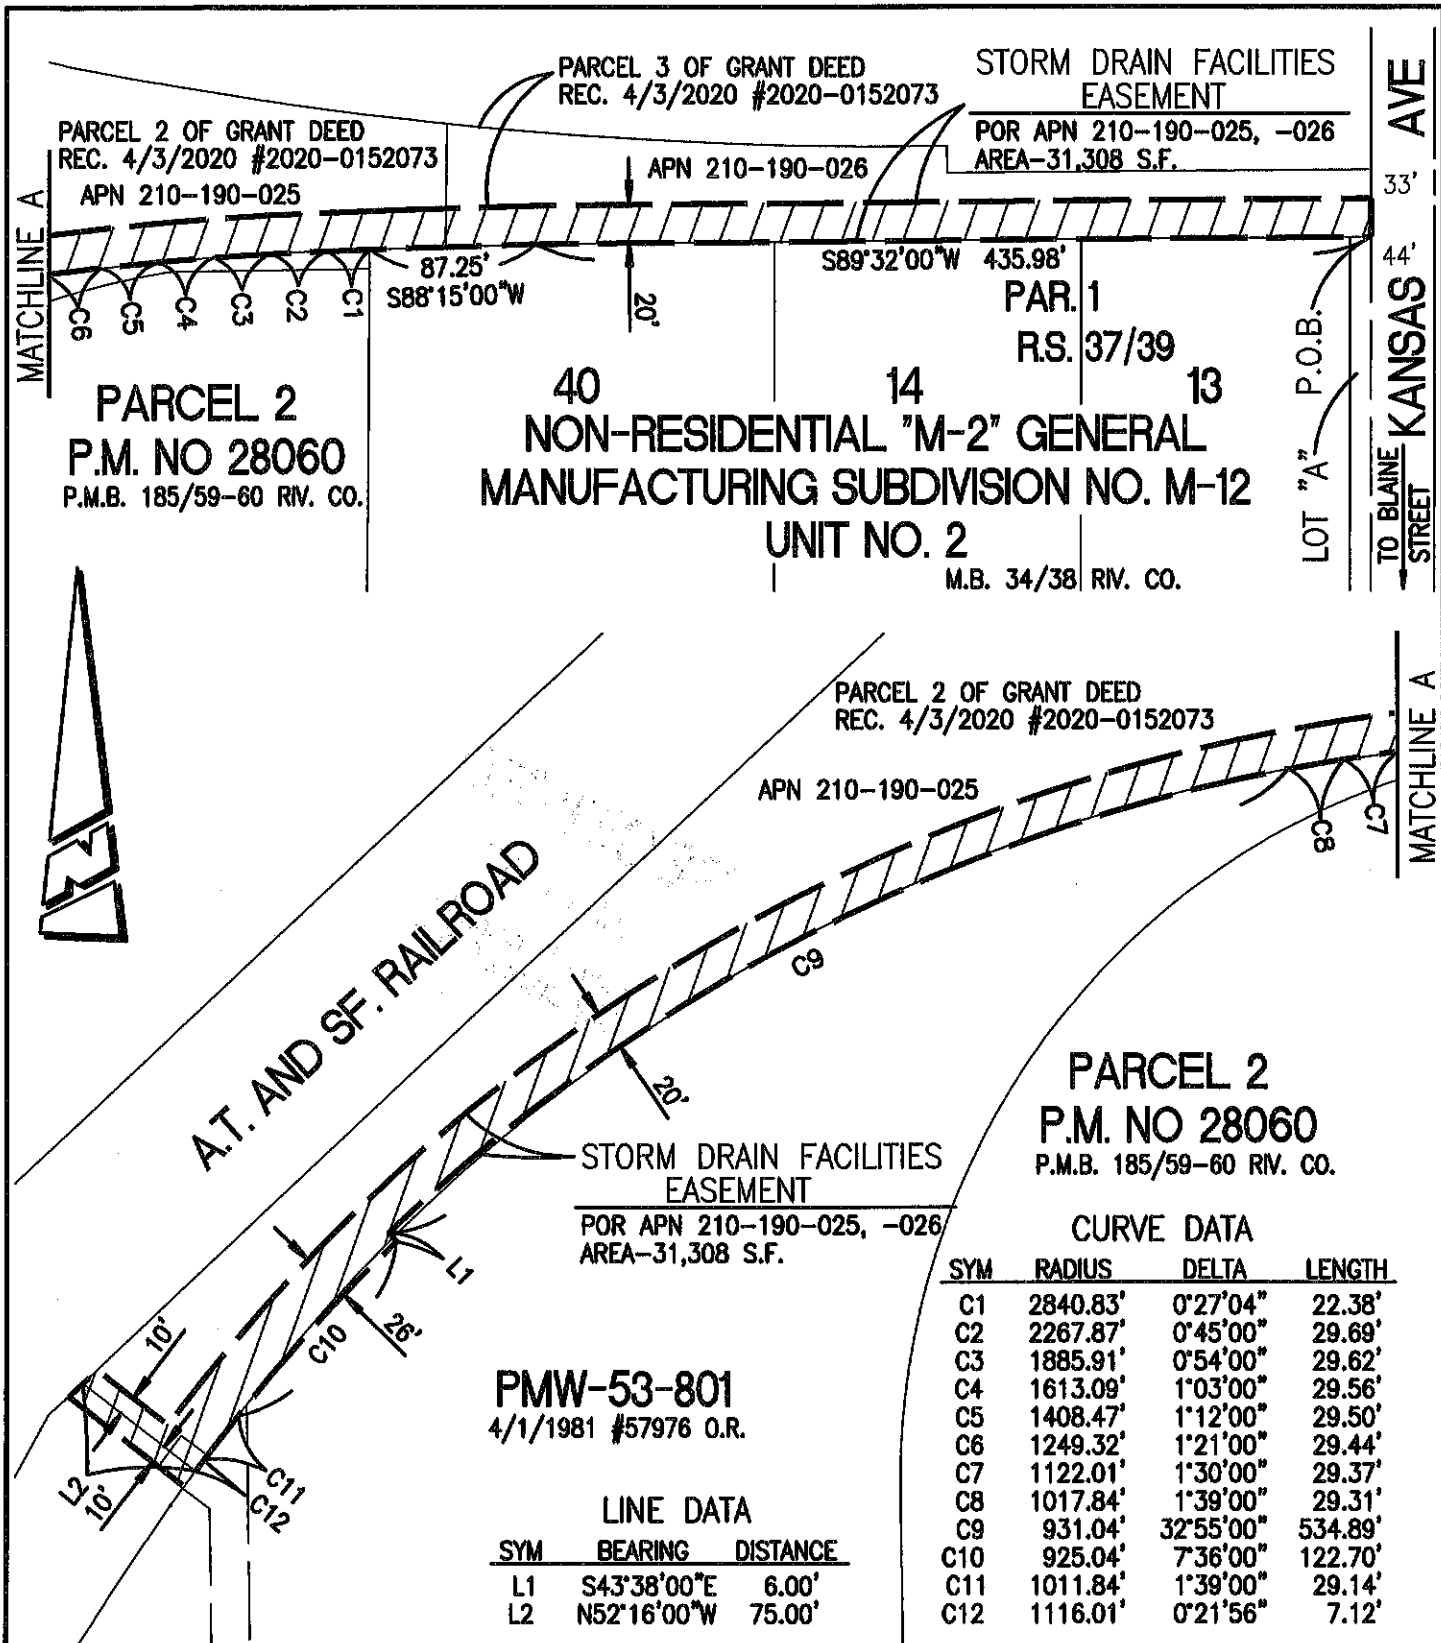 PARCEL 3 OF GRANT DEED
REC. 4/3/2020 #2020-0152073
STORM DRAIN FACILITIES
EASEMENT
POR APN 210-190-025, -026
AREA-31,308 S.F.
PARCEL 2 OF GRANT DEED
REC. 4/3/2020 #2020-0152073
APN 210-190-025
APN 210-190-026
MATCHLINE A
KANSAS AVE
33'
44'
87.25'
S88°15'00"W
S89°32'00"W 435.98'
20'
C6
C5
C4
C3
C2
C1
PAR. 1
R.S. 37/39
P.O.B.
LOT "A"
TO BLAINE
STREET
PARCEL 2
P.M. NO 28060
P.M.B. 185/59-60 RIV. CO.
40 14 13
NON-RESIDENTIAL "M-2" GENERAL
MANUFACTURING SUBDIVISION NO. M-12
UNIT NO. 2
M.B. 34/38 RIV. CO.
PARCEL 2 OF GRANT DEED
REC. 4/3/2020 #2020-0152073
APN 210-190-025
MATCHLINE A
C8
C7
N
A.T. AND SF. RAILROAD
C9
20'
STORM DRAIN FACILITIES
EASEMENT
POR APN 210-190-025, -026
AREA-31,308 S.F.
L1
C10
26'
10'
L2
10'
C11
C12
PARCEL 2
P.M. NO 28060
P.M.B. 185/59-60 RIV. CO.
PMW-53-801
4/1/1981 #57976 O.R.
LINE DATA
SYM BEARING DISTANCE
L1 S43°38'00"E 6.00'
L2 N52°16'00"W 75.00'
CURVE DATA
SYM RADIUS DELTA LENGTH
C1 2840.83' 0°27'04" 22.38'
C2 2267.87' 0°45'00" 29.69'
C3 1885.91' 0°54'00" 29.62'
C4 1613.09' 1°03'00" 29.56'
C5 1408.47' 1°12'00" 29.50'
C6 1249.32' 1°21'00" 29.44'
C7 1122.01' 1°30'00" 29.37'
C8 1017.84' 1°39'00" 29.31'
C9 931.04' 32°55'00" 534.89'
C10 925.04' 7°36'00" 122.70'
C11 1011.84' 1°39'00" 29.14'
C12 1116.01' 0°21'56" 7.12'